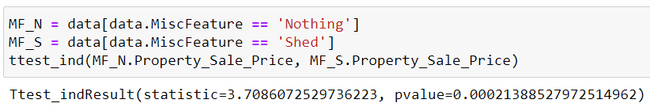 MF_N = data[data.MiscFeature == 'Nothing']
MF_S = data[data.MiscFeature == 'Shed']
ttest_ind(MF_N.Property_Sale_Price, MF_S.Property_Sale_Price)
Ttest_indResult(statistic=3.7086072529736223, pvalue=0.00021388527972514962)